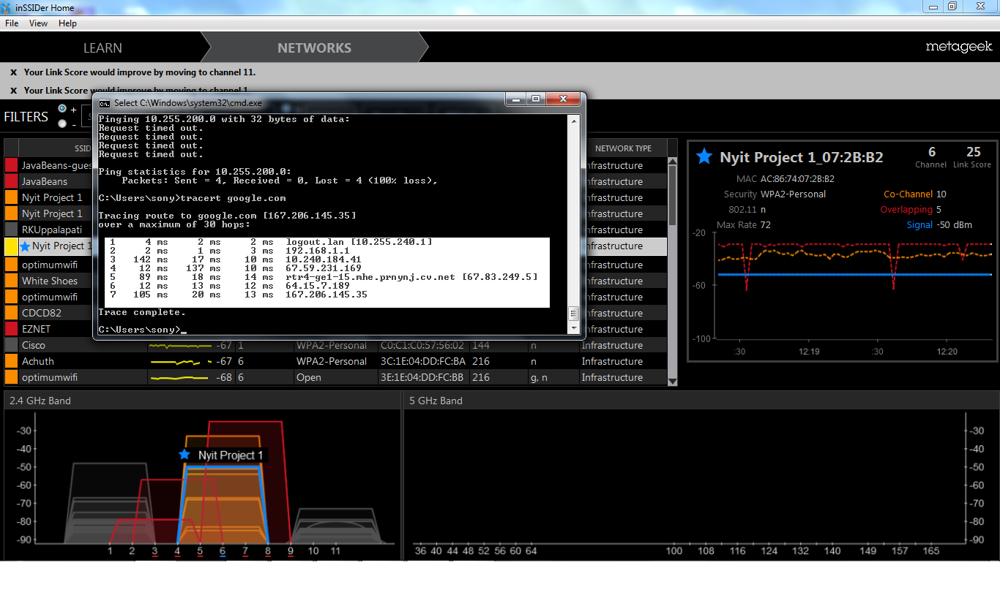 inSSIDer Home
File View Help
LEARN NETWORKS metageek
x Your Link Score would improve by moving to channel 11.
x Your Link Score would improve by moving to channel 1.
FILTERS + -
Select C:\Windows\system32\cmd.exe
Pinging 10.255.200.0 with 32 bytes of data:
Request timed out.
Request timed out.
Request timed out.
Request timed out.
Ping statistics for 10.255.200.0:
Packets: Sent = 4, Received = 0, Lost = 4 (100% loss),
C:\Users\sony>tracert google.com
Tracing route to google.com [167.206.145.35]
over a maximum of 30 hops:
1 4 ms 2 ms 2 ms logout.lan [10.255.240.1]
2 2 ms 1 ms 3 ms 192.168.1.1
3 142 ms 17 ms 10 ms 10.240.184.41
4 12 ms 137 ms 10 ms 67.59.231.169
5 89 ms 18 ms 14 ms rtr4-ge1-15.mhe.prnynj.cv.net [67.83.249.5]
6 12 ms 13 ms 12 ms 64.15.7.189
7 105 ms 20 ms 13 ms 167.206.145.35
Trace complete.
C:\Users\sony>_
SSID NETWORK TYPE
JavaBeans-gues nfrastructure
JavaBeans nfrastructure
Nyit Project 1 nfrastructure
Nyit Project 1 nfrastructure
RKUppalapati nfrastructure
Nyit Project 1 nfrastructure
optimumwifi nfrastructure
White Shoes nfrastructure
optimumwifi nfrastructure
CDCD82 nfrastructure
EZNET nfrastructure
Cisco -67 1 WPA2-Personal C0:C1:C0:57:56:02 144 n Infrastructure
Achuth -67 6 WPA2-Personal 3C:1E:04:DD:FC:BA 216 n Infrastructure
optimumwifi -68 6 Open 3E:1E:04:DD:FC:BB 216 g, n Infrastructure
Nyit Project 1_07:2B:B2 6 25
Channel Link Score
MAC AC:86:74:07:2B:B2
Security WPA2-Personal Co-Channel 10
802.11 n Overlapping 5
Max Rate 72 Signal -50 dBm
-20
-60
-100
:30 12:19 :30 12:20
2.4 GHz Band
-30
-40
-50
-60
-70
-80
-90
Nyit Project 1
1 2 3 4 5 6 7 8 9 10 11
5 GHz Band
-30
-40
-50
-60
-70
-80
-90
36 40 44 48 52 56 60 64 100 108 116 124 132 140 149 157 165